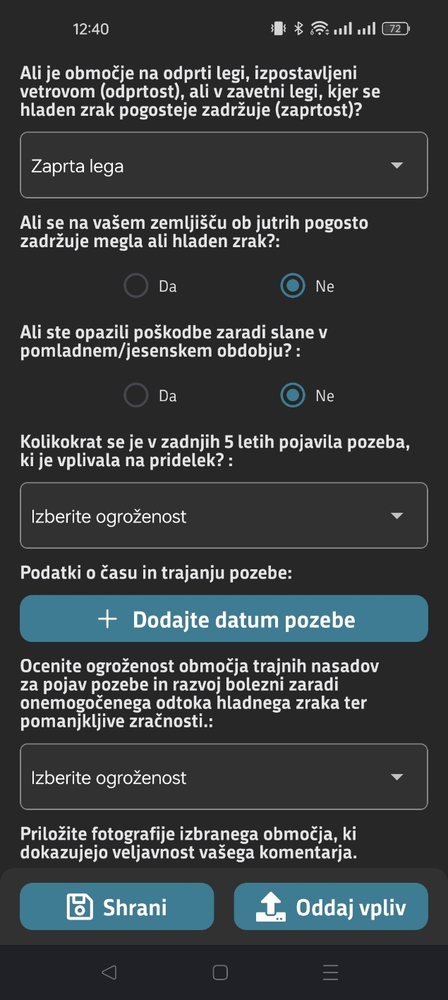 12:40
72
Ali je območje na odprti legi, izpostavljeni
vetrovom (odprtost), ali v zavetni legi, kjer se
hladen zrak pogosteje zadržuje (zaprtost)?
Zaprta lega
Ali se na vašem zemljišču ob jutrih pogosto
zadržuje megla ali hladen zrak?:
Da
Ne
Ali ste opazili poškodbe zaradi slane v
pomladnem/jesenskem obdobju? :
Da
Ne
Kolikokrat se je v zadnjih 5 letih pojavila pozeba,
ki je vplivala na pridelek? :
Izberite ogroženost
Podatki o času in trajanju pozebe:
+ Dodajte datum pozebe
Ocenite ogroženost območja trajnih nasadov
za pojav pozebe in razvoj bolezni zaradi
onemogočenega odtoka hladnega zraka ter
pomanjkljive zračnosti.:
Izberite ogroženost
Priložite fotografije izbranega območja, ki
dokazujejo veljavnost vašega komentarja.
Shrani
Oddaj vpliv